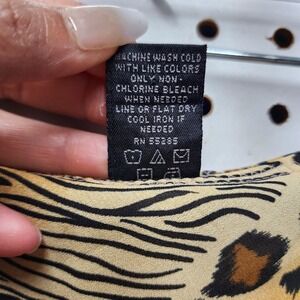 MACHINE WASH COLD
WITH LIKE COLORS
ONLY NON-
CHLORINE BLEACH
WHEN NEEDED
LINE OR FLAT DRY
COOL IRON IF
NEEDED
RN 55285